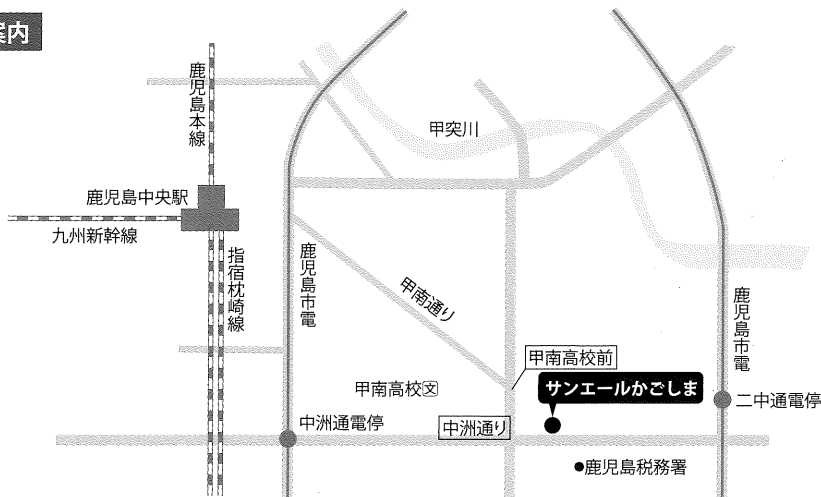 案内
鹿児島本線
甲突川
鹿児島中央駅
九州新幹線
指宿枕崎線
鹿児島市電
甲南通り
鹿児島市電
甲南高校前
甲南高校文
サンエールかごしま
二中通電停
中洲通電停
中洲通り
●鹿児島税務署